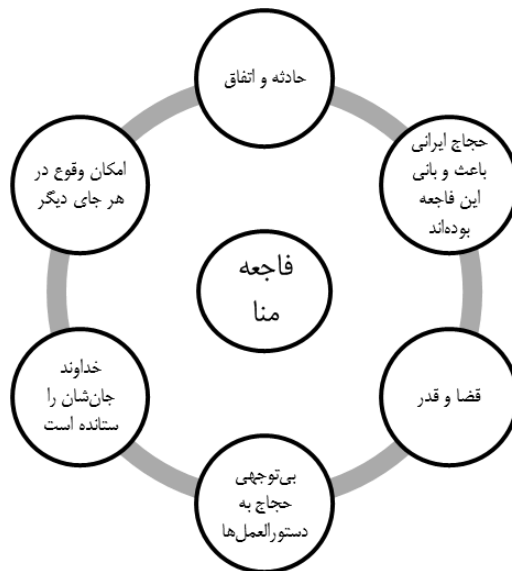 حادثه و اتفاق
حجاج ایرانی
باعث و بانی
این فاجعه
بوده‌اند
قضا و قدر
بی‌توجهی
حجاج به
دستورالعمل‌ها
خداوند
جان‌شان را
ستانده است
امکان وقوع در
هر جای دیگر
فاجعه
منا